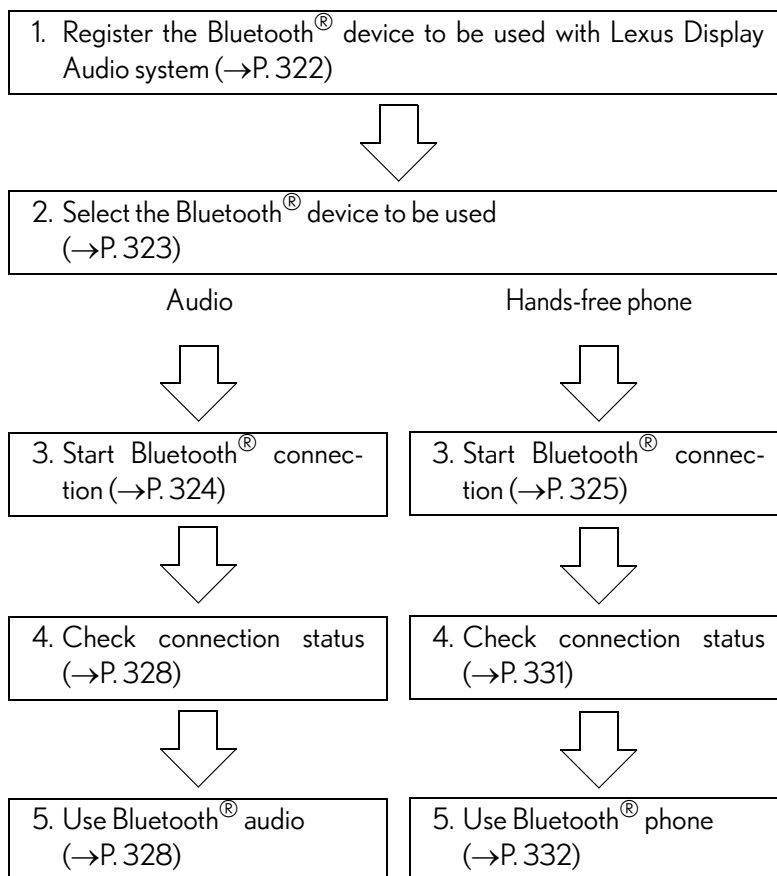 1. Register the Bluetooth® device to be used with Lexus Display
Audio system (→P. 322)
2. Select the Bluetooth® device to be used
(→P. 323)
Audio
Hands-free phone
3. Start Bluetooth® connec-
tion (→P. 324)
3. Start Bluetooth® connec-
tion (→P. 325)
4. Check connection status
(→P. 328)
4. Check connection status
(→P. 331)
5. Use Bluetooth® audio
(→P. 328)
5. Use Bluetooth® phone
(→P. 332)